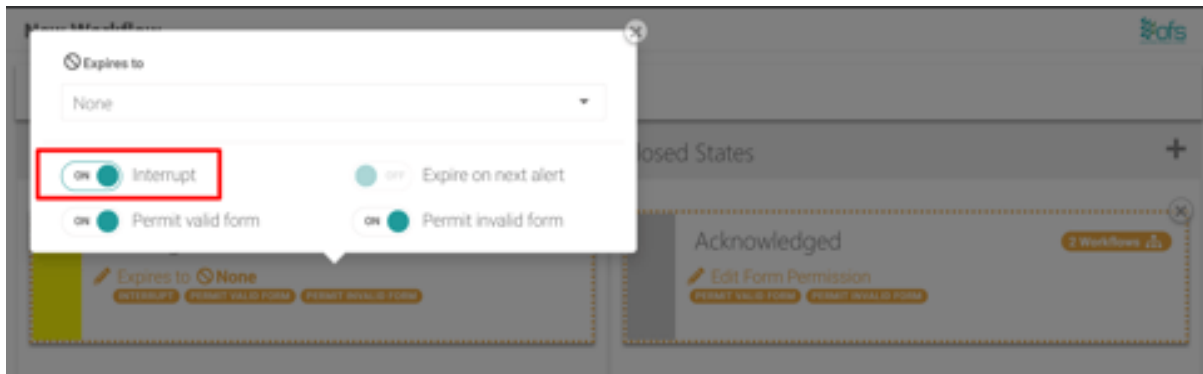 New Workflow
ofs
Expires to
None
ON Interrupt
OFF Expire on next alert
ON Permit valid form
ON Permit invalid form
losed States
Acknowledged
2 Workflows
Expires to None
INTERRUPT PERMIT VALID FORM PERMIT INVALID FORM
Edit Form Permission
PERMIT VALID FORM PERMIT INVALID FORM